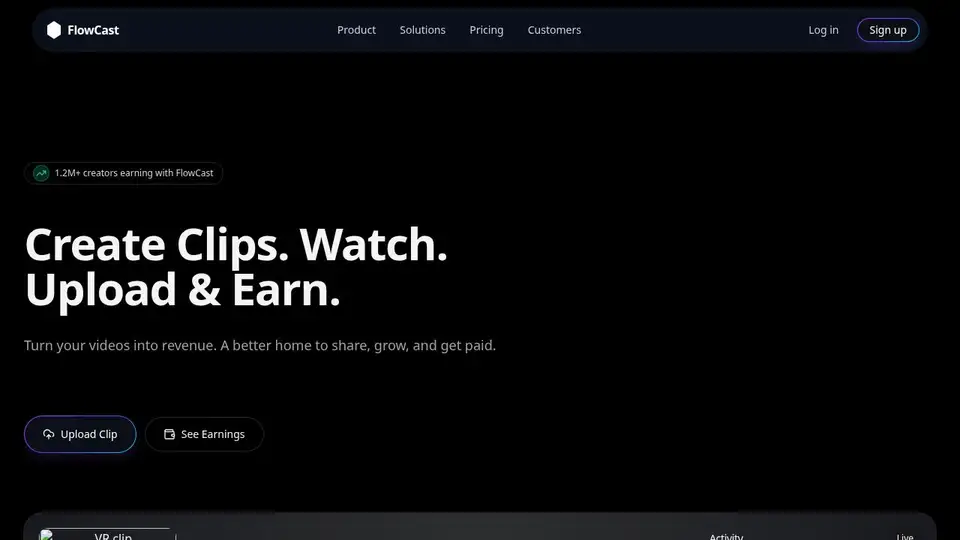 FlowCast
Product
Solutions
Pricing
Customers
Log in
Sign up
1.2M+ creators earning with FlowCast
Create Clips. Watch.
Upload & Earn.
Turn your videos into revenue. A better home to share, grow, and get paid.
Upload Clip
See Earnings
VR clip
Activity
Live